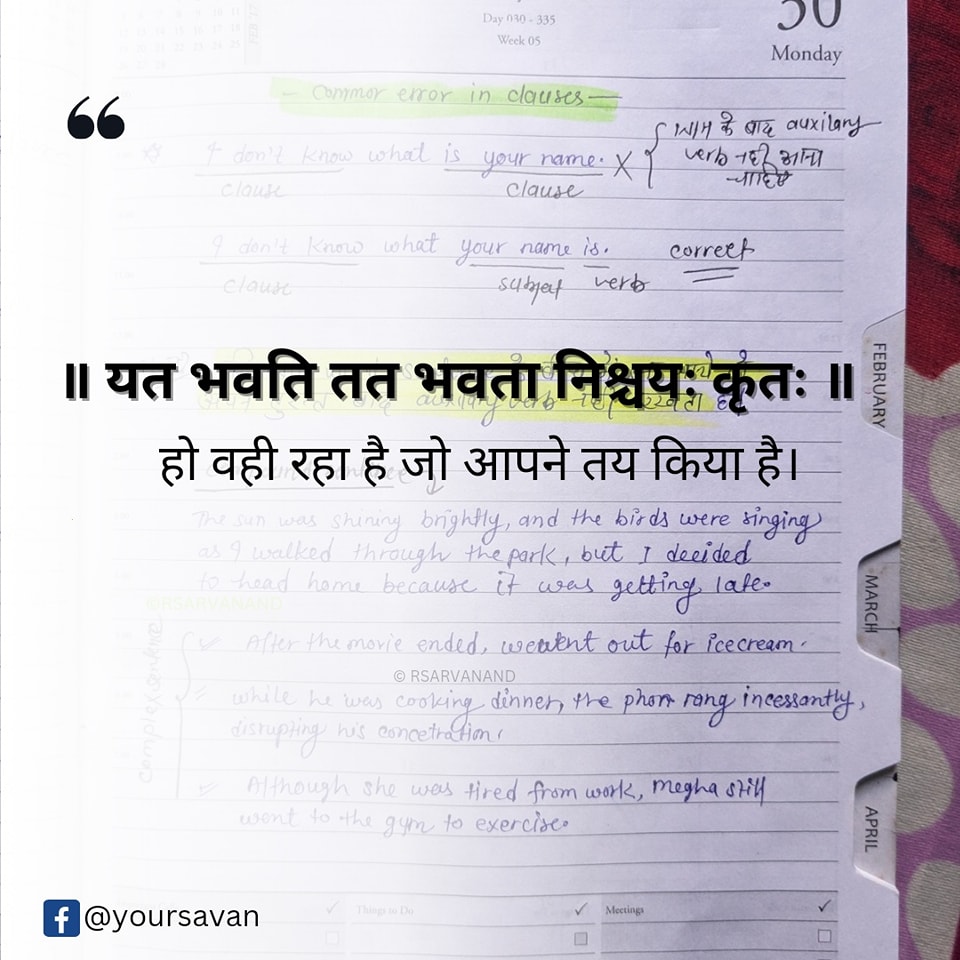 30
Day 030 - 335
Week 05
Monday
FEB 17
- Common error in clauses -
I don't know what is your name. X
clause clause
के बाद auxilary
verb नही आना
चाहिए
I don't know what your name is. correct
clause subject verb
॥ यत भवति तत भवता निश्चयः कृतः ॥
auxiliary verb
हो वही रहा है जो आपने तय किया है।
The sun was shining brightly, and the birds were singing
as I walked through the park, but I decided
to head home because it was getting late.
©RSARVANAND
After the movie ended, went out for icecream.
© RSARVANAND
while he was cooking dinner, the phon rang incessantly,
disrupting his concetration,
Although she was tired from work, Megha still
went to the gym to exercise.
FEBRUARY
MARCH
APRIL
Things to Do
Meetings
@yoursavan